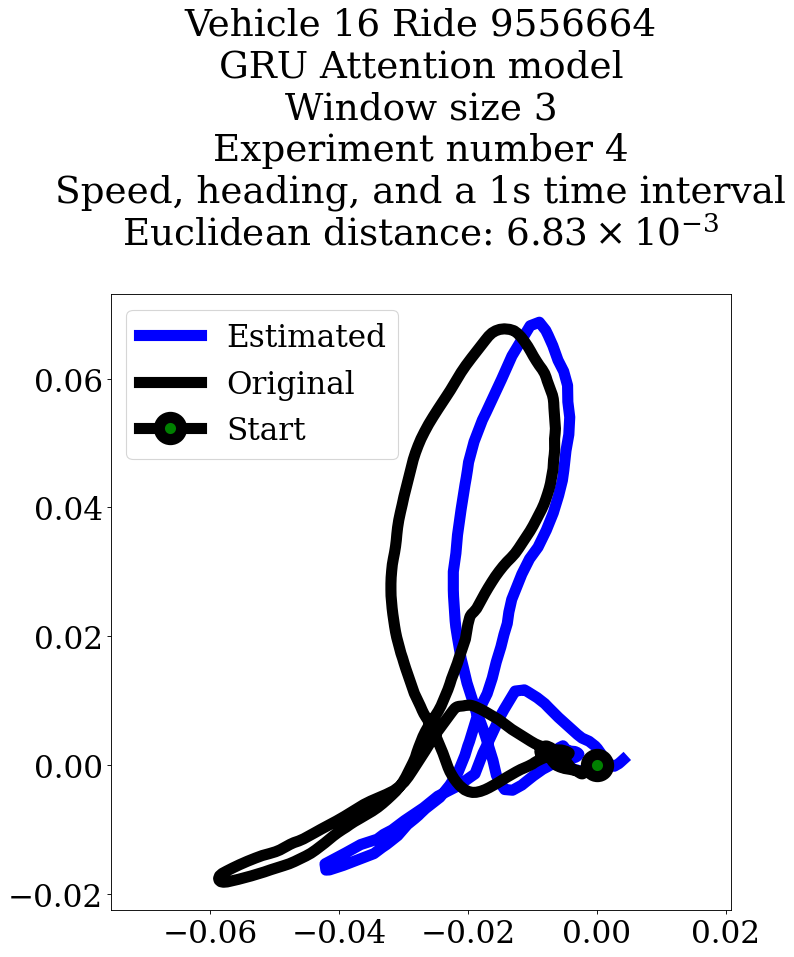 Vehicle 16 Ride 9556664
GRU Attention model
Window size 3
Experiment number 4
Speed, heading, and a 1s time interval
Euclidean distance: 6.83 × 10⁻³
Estimated
Original
Start
0.06
0.04
0.02
0.00
−0.02
−0.06 −0.04 −0.02 0.00 0.02